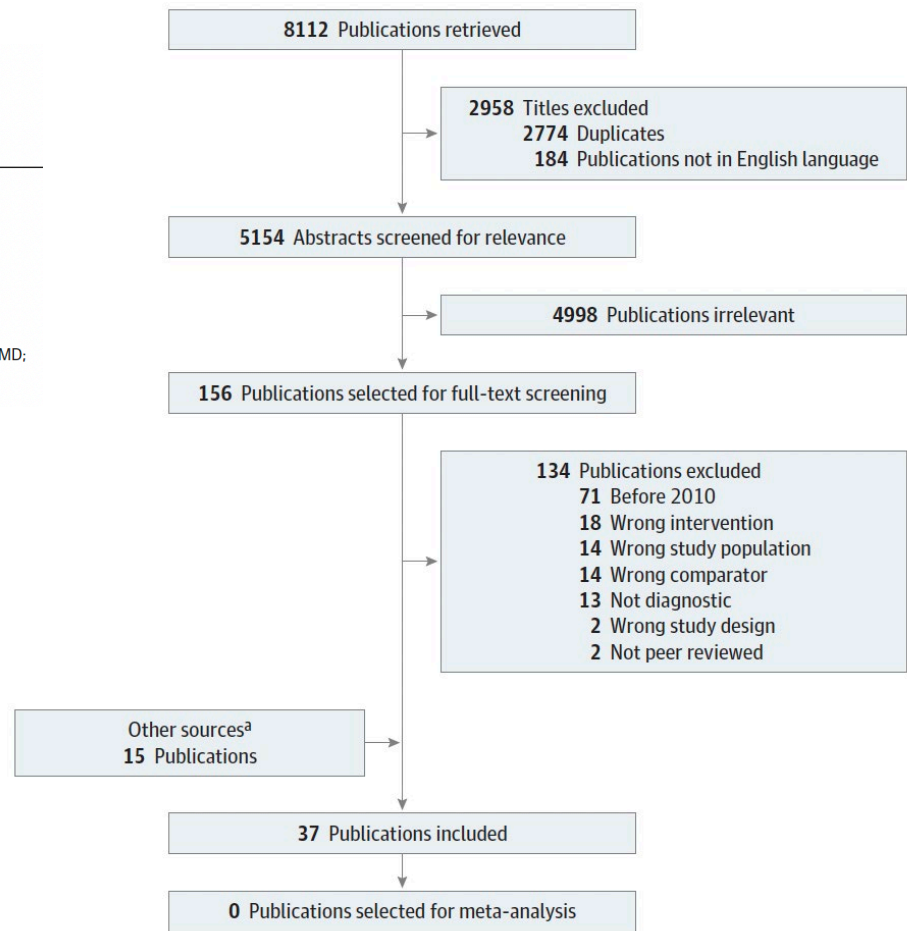 8112 Publications retrieved
2958 Titles excluded
2774 Duplicates
184 Publications not in English language
5154 Abstracts screened for relevance
4998 Publications irrelevant
MD;
156 Publications selected for full-text screening
134 Publications excluded
71 Before 2010
18 Wrong intervention
14 Wrong study population
14 Wrong comparator
13 Not diagnostic
2 Wrong study design
2 Not peer reviewed
Other sourcesa
15 Publications
37 Publications included
0 Publications selected for meta-analysis